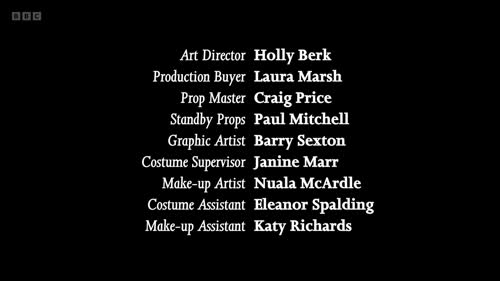 BBC
Art Director Holly Berk
Production Buyer Laura Marsh
Prop Master Craig Price
Standby Props Paul Mitchell
Graphic Artist Barry Sexton
Costume Supervisor Janine Marr
Make-up Artist Nuala McArdle
Costume Assistant Eleanor Spalding
Make-up Assistant Katy Richards